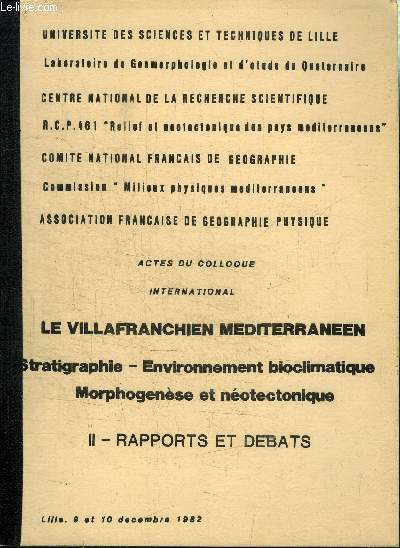 Le-Livre.fr
UNIVERSITE DES SCIENCES ET TECHNIQUES DE LILLE
Laboratoire de Geomorphologie et d'etude du Quaternaire
CENTRE NATIONAL DE LA RECHERCHE SCIENTIFIQUE
R.C.P. 461 "Relief et neotectonique des pays mediterraneens"
COMITE NATIONAL FRANCAIS DE GEOGRAPHIE
Commission " Milieux physiques mediterraneens "
ASSOCIATION FRANCAISE DE GEOGRAPHIE PHYSIQUE
ACTES DU COLLOQUE
INTERNATIONAL
LE VILLAFRANCHIEN MEDITERRANEEN
Stratigraphie - Environnement bioclimatique
Morphogenèse et néotectonique
II - RAPPORTS ET DEBATS
Lille. 9 et 10 decembre 1982